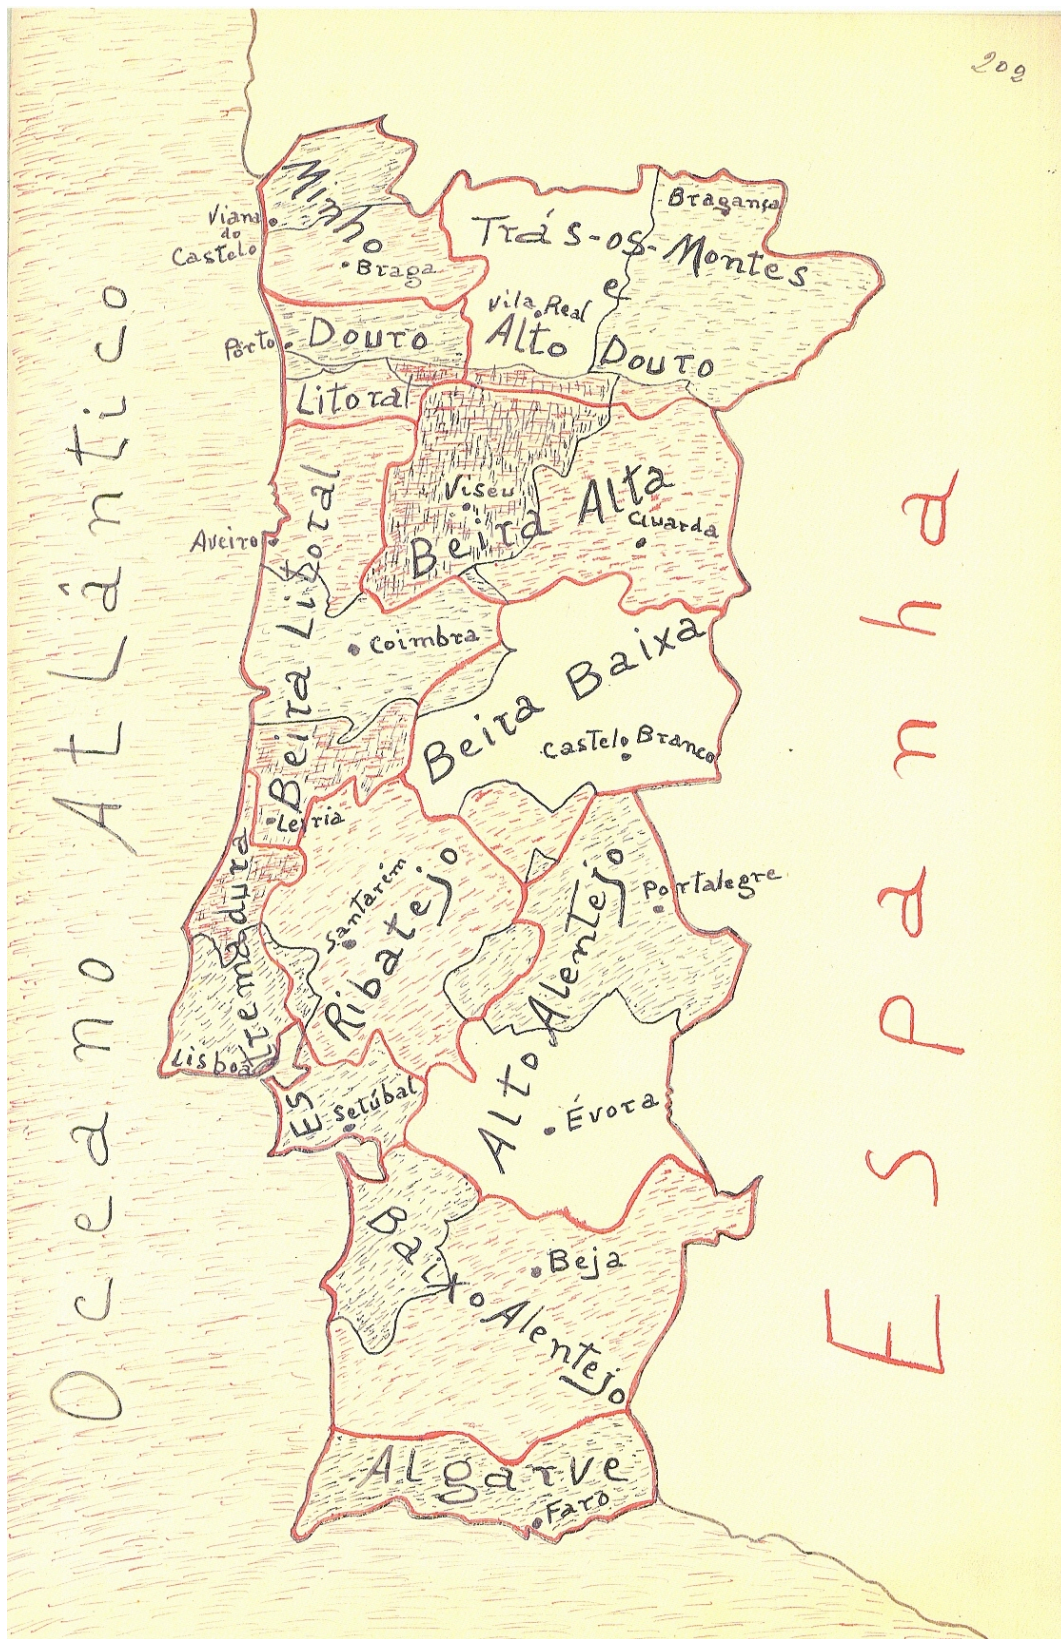 202
Minho
Viana
do
Castelo
Braga
Trás-os-Montes
e
Alto Douro
Bragança
Vila Real
Porto
Douro
Litoral
Viseu
Beira Alta
Guarda
Aveiro
Beira Litoral
Coimbra
Beira Baixa
Castelo Branco
Leiria
Estremadura
Santarém
Ribatejo
Alto Alentejo
Portalegre
Lisboa
Setúbal
Évora
Baixo Alentejo
Beja
Algarve
Faro
Oceano Atlântico
Espanha